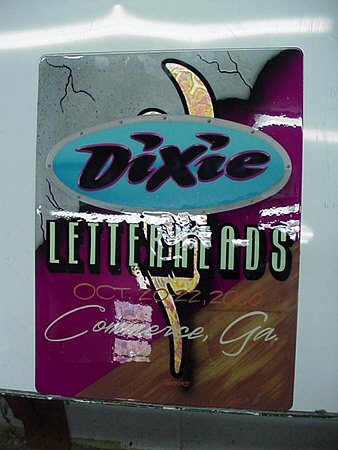 Dixie
LETTERHEADS
OCT. 20-22, 2000
Commerce, Ga.